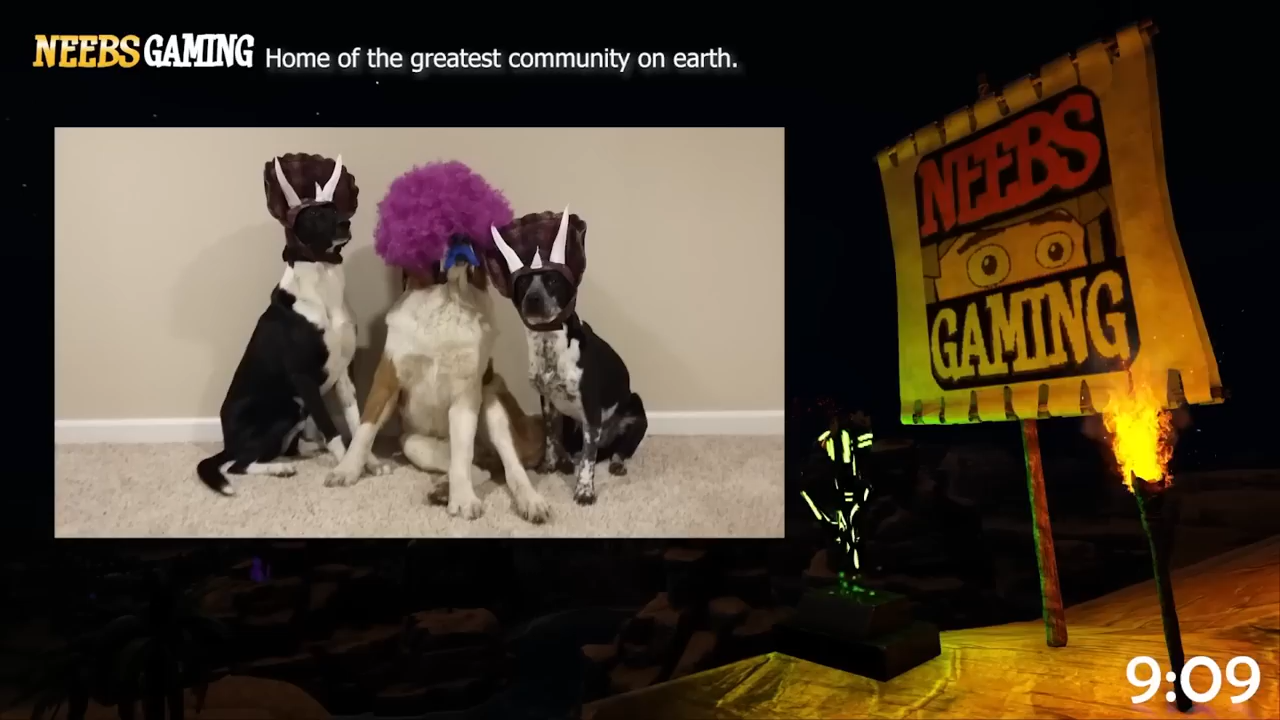 NEEBS GAMING Home of the greatest community on earth.
NEEBS
GAMING
9:09